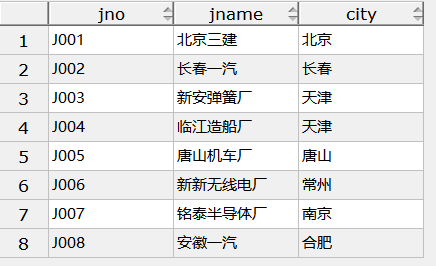 jno jname city
1 J001 北京三建 北京
2 J002 长春一汽 长春
3 J003 新安弹簧厂 天津
4 J004 临江造船厂 天津
5 J005 唐山机车厂 唐山
6 J006 新新无线电厂 常州
7 J007 铭泰半导体厂 南京
8 J008 安徽一汽 合肥